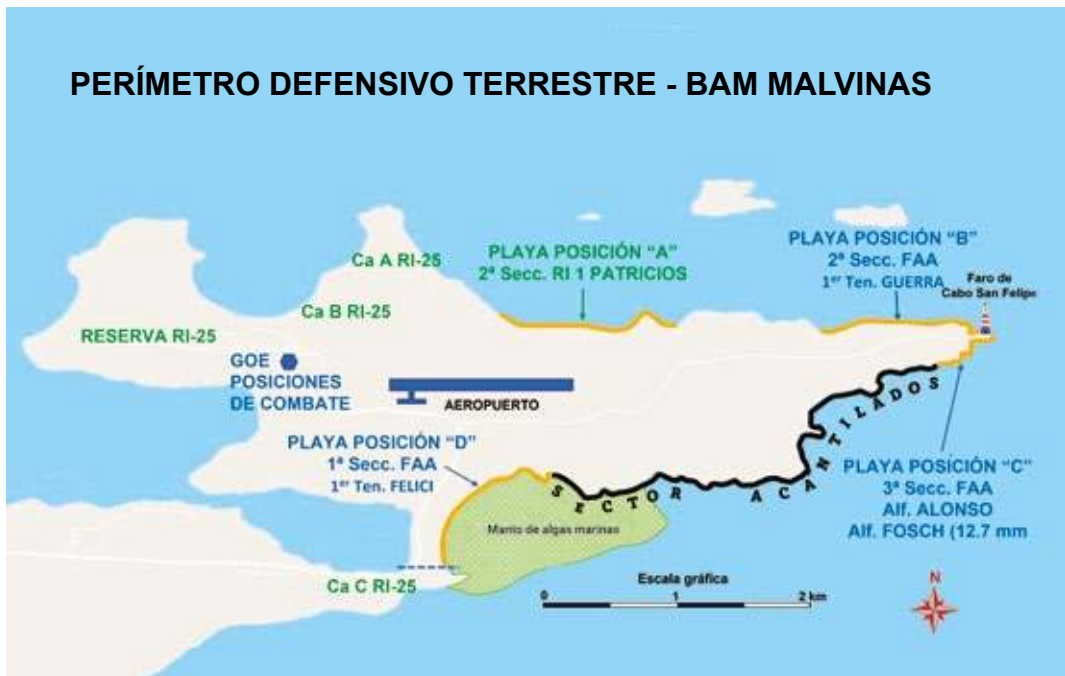 PERÍMETRO DEFENSIVO TERRESTRE - BAM MALVINAS
PLAYA POSICIÓN “A”
2ª Secc. RI 1 PATRICIOS
PLAYA POSICIÓN “B”
2ª Secc. FAA
1er Ten. GUERRA
Faro de
Cabo San Felipe
Ca A RI-25
Ca B RI-25
RESERVA RI-25
GOE
POSICIONES
DE COMBATE
AEROPUERTO
PLAYA POSICIÓN “D”
1ª Secc. FAA
1er Ten. FELICI
SECTOR ACANTILADOS
PLAYA POSICIÓN “C”
3ª Secc. FAA
Alf. ALONSO
Alf. FOSCH (12.7 mm
Manto de algas marinas
Ca C RI-25
Escala gráfica
0 1 2 km
N